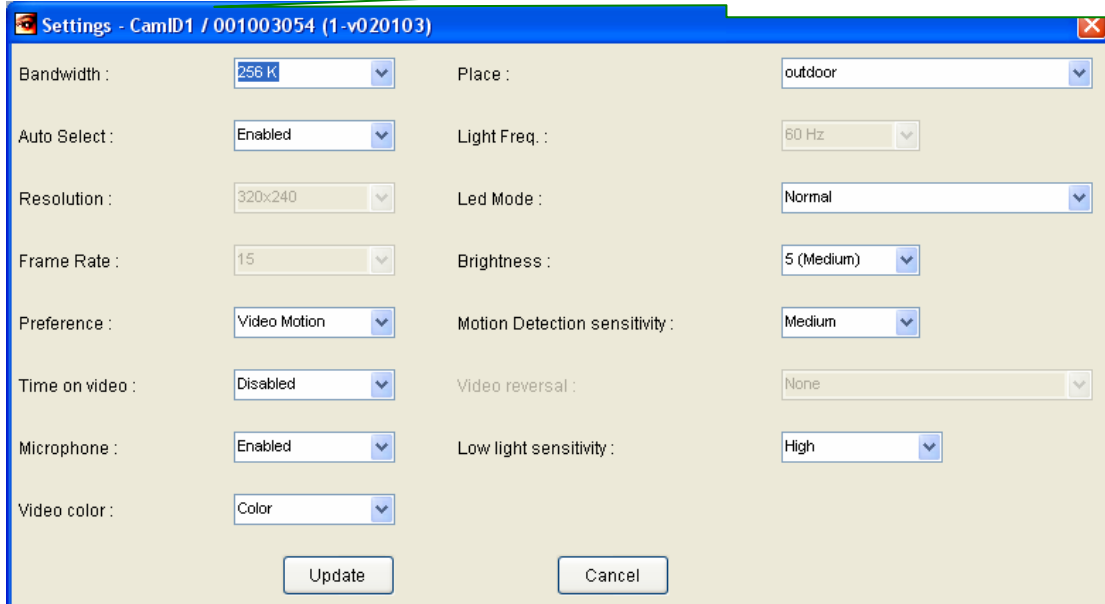 Settings - CamID1 / 001003054 (1-v020103)
Bandwidth : 256 K Place : outdoor
Auto Select : Enabled Light Freq. : 60 Hz
Resolution : 320x240 Led Mode : Normal
Frame Rate : 15 Brightness : 5 (Medium)
Preference : Video Motion Motion Detection sensitivity : Medium
Time on video : Disabled Video reversal : None
Microphone : Enabled Low light sensitivity : High
Video color : Color
Update Cancel